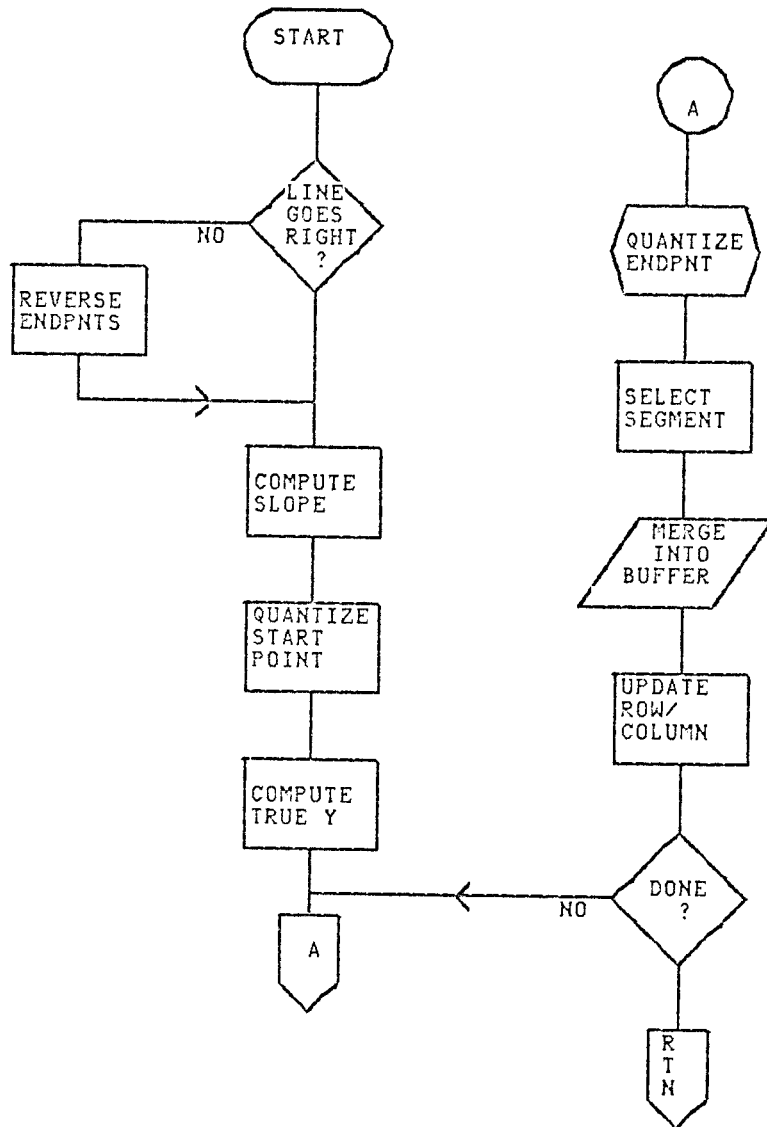 START
LINE
GOES
RIGHT
?
NO
REVERSE
ENDPNTS
COMPUTE
SLOPE
QUANTIZE
START
POINT
COMPUTE
TRUE Y
A
A
QUANTIZE
ENDPNT
SELECT
SEGMENT
MERGE
INTO
BUFFER
UPDATE
ROW/
COLUMN
DONE
?
NO
R
T
N